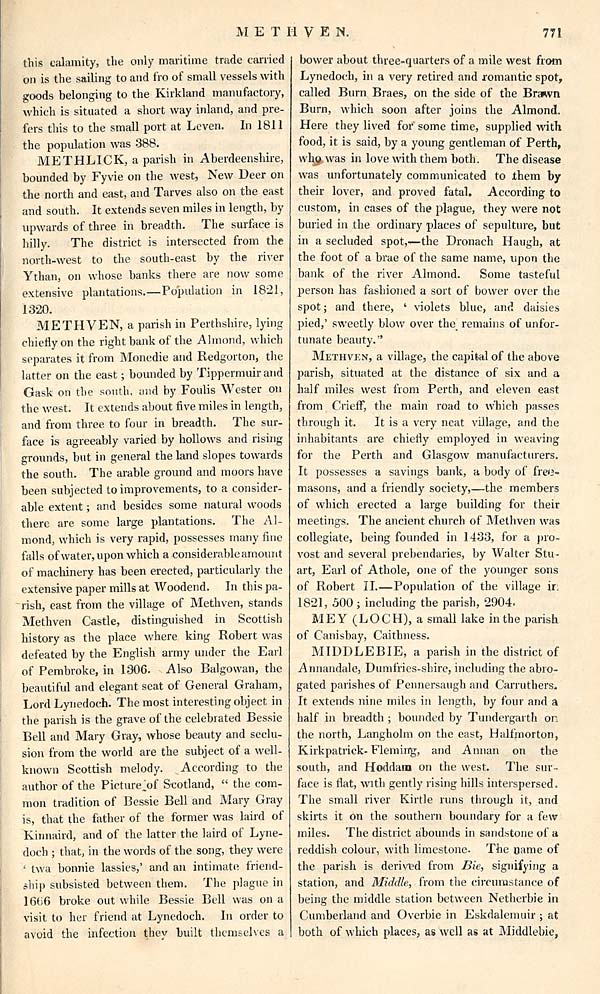 METHVEN.
771
this calamity, the only maritime trade carried
on is the sailing to and fro of small vessels with
goods belonging to the Kirkland manufactory,
which is situated a short way inland, and pre-
fers this to the small port at Leven. In 1811
the population was 388.
METHLICK, a parish in Aberdeenshire,
bounded by Fyvie on the west, New Deer on
the north and east, and Tarves also on the east
and south. It extends seven miles in length, by
upwards of three in breadth. The surface is
hilly. The district is intersected from the
north-west to the south-east by the river
Ythan, on whose banks there are now some
extensive plantations.—Population in 1821,
1320.
METHVEN, a parish in Perthshire, lying
chiefly on the right bank of the Almond, which
separates it from Monedie and Redgorton, the
latter on the east; bounded by Tippermuir and
Gask on the south, and by Foulis Wester on
the west. It extends about five miles in length,
and from three to four in breadth. The sur-
face is agreeably varied by hollows and rising
grounds, but in general the land slopes towards
the south. The arable ground and moors have
been subjected to improvements, to a consider-
able extent; and besides some natural woods
there are some large plantations. The Al-
mond, which is very rapid, possesses many fine
falls of water, upon which a considerable amount
of machinery has been erected, particularly the
extensive paper mills at Woodend. In this pa-
rish, east from the village of Methven, stands
Methven Castle, distinguished in Scottish
history as the place where king Robert was
defeated by the English army under the Earl
of Pembroke, in 1306. Also Balgowan, the
beautiful and elegant seat of General Graham,
Lord Lynedoch. The most interesting object in
the parish is the grave of the celebrated Bessie
Bell and Mary Gray, whose beauty and seclu-
sion from the world are the subject of a well-
known Scottish melody. According to the
author of the Picture of Scotland, " the com-
mon tradition of Bessie Bell and Mary Gray
is, that the father of the former was laird of
Kinnaird, and of the latter the laird of Lyne-
doch; that, in the words of the song, they were
' twa bonnie lassies,' and an intimate friend-
ship subsisted between them. The plague in
1666 broke out while Bessie Bell was on a
visit to her friend at Lynedoch. In order to
avoid the infection they built themselves a
bower about three-quarters of a mile west from
Lynedoch, in a very retired and romantic spot,
called Burn Braes, on the side of the Brawn
Burn, which soon after joins the Almond.
Here they lived for some time, supplied with
food, it is said, by a young gentleman of Perth,
who was in love with them both. The disease
was unfortunately communicated to them by
their lover, and proved fatal. According to
custom, in cases of the plague, they were not
buried in the ordinary places of sepulture, but
in a secluded spot,—the Dronach Haugh, at
the foot of a brae of the same name, upon the
bank of the river Almond. Some tasteful
person has fashioned a sort of bower over the
spot; and there, ' violets blue, and daisies
pied,' sweetly blow over the remains of unfor-
tunate beauty."
METHVEN, a village, the capital of the above
parish, situated at the distance of six and a
half miles west from Perth, and eleven east
from Crieff, the main road to which passes
through it. It is a very neat village, and the
inhabitants are chiefly employed in weaving
for the Perth and Glasgow manufacturers.
It possesses a savings bank, a body of free-
masons, and a friendly society,—the members
of which erected a large building for their
meetings. The ancient church of Methven was
collegiate, being founded in 1433, for a pro-
vost and several prebendaries, by Walter Stu-
art, Earl of Athole, one of the younger sons
of Robert II.—Population of the village in
1821, 500; including the parish, 2904.
MEY (LOCH), a small lake in the parish
of Canisbay, Caithness.
MIDDLEBIE, a parish in the district of
Annandale, Dumfries-shire, including the abro-
gated parishes of Pennersaugh and Carruthers.
It extends nine miles in length, by four and a
half in breadth; bounded by Tundergarth on
the north, Langholm on the east, Halfmorton,
Kirkpatrick-Fleming, and Annan on the
south, and Hoddam on the west. The sur-
face is flat, with gently rising hills interspersed.
The small river Kirtle runs through it, and
skirts it on the southern boundary for a few
miles. The district abounds in sandstone of a
reddish colour, with limestone. The name of
the parish is derived from Bie, signifying a
station, and Middle, from the circumstance of
being the middle station between Netherbie in
Cumberland and Overbie in Eskdalemuir; at
both of which places, as well as at Middlebie,